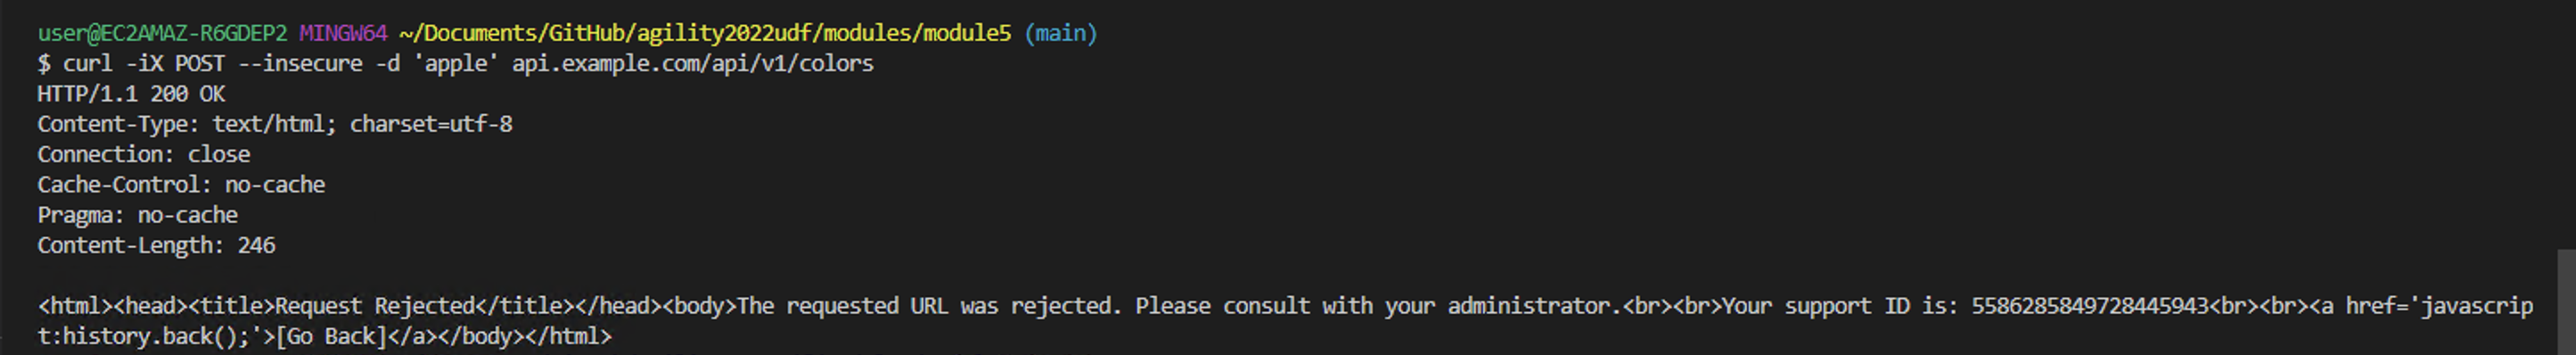 user@EC2AMAZ-R6GDEP2 MINGW64 ~/Documents/GitHub/agility2022udf/modules/module5 (main)
$ curl -iX POST --insecure -d 'apple' api.example.com/api/v1/colors
HTTP/1.1 200 OK
Content-Type: text/html; charset=utf-8
Connection: close
Cache-Control: no-cache
Pragma: no-cache
Content-Length: 246
<html><head><title>Request Rejected</title></head><body>The requested URL was rejected. Please consult with your administrator.<br><br>Your support ID is: 5586285849728445943<br><br><a href='javascrip
t:history.back();'>[Go Back]</a></body></html>